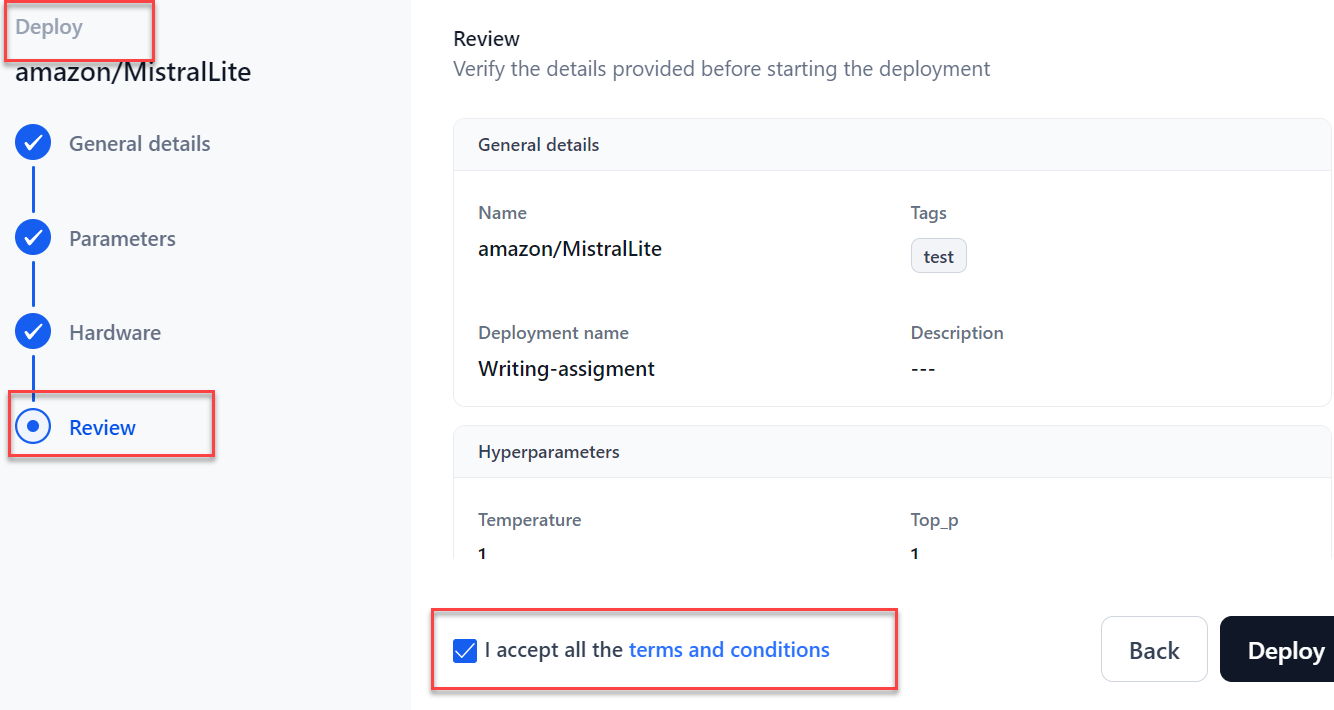 Deploy
amazon/MistralLite
General details
Parameters
Hardware
Review
Review
Verify the details provided before starting the deployment
General details
Name
Tags
amazon/MistralLite
test
Deployment name
Description
Writing-assigment
---
Hyperparameters
Temperature
Top_p
1
1
I accept all the terms and conditions
Back
Deploy